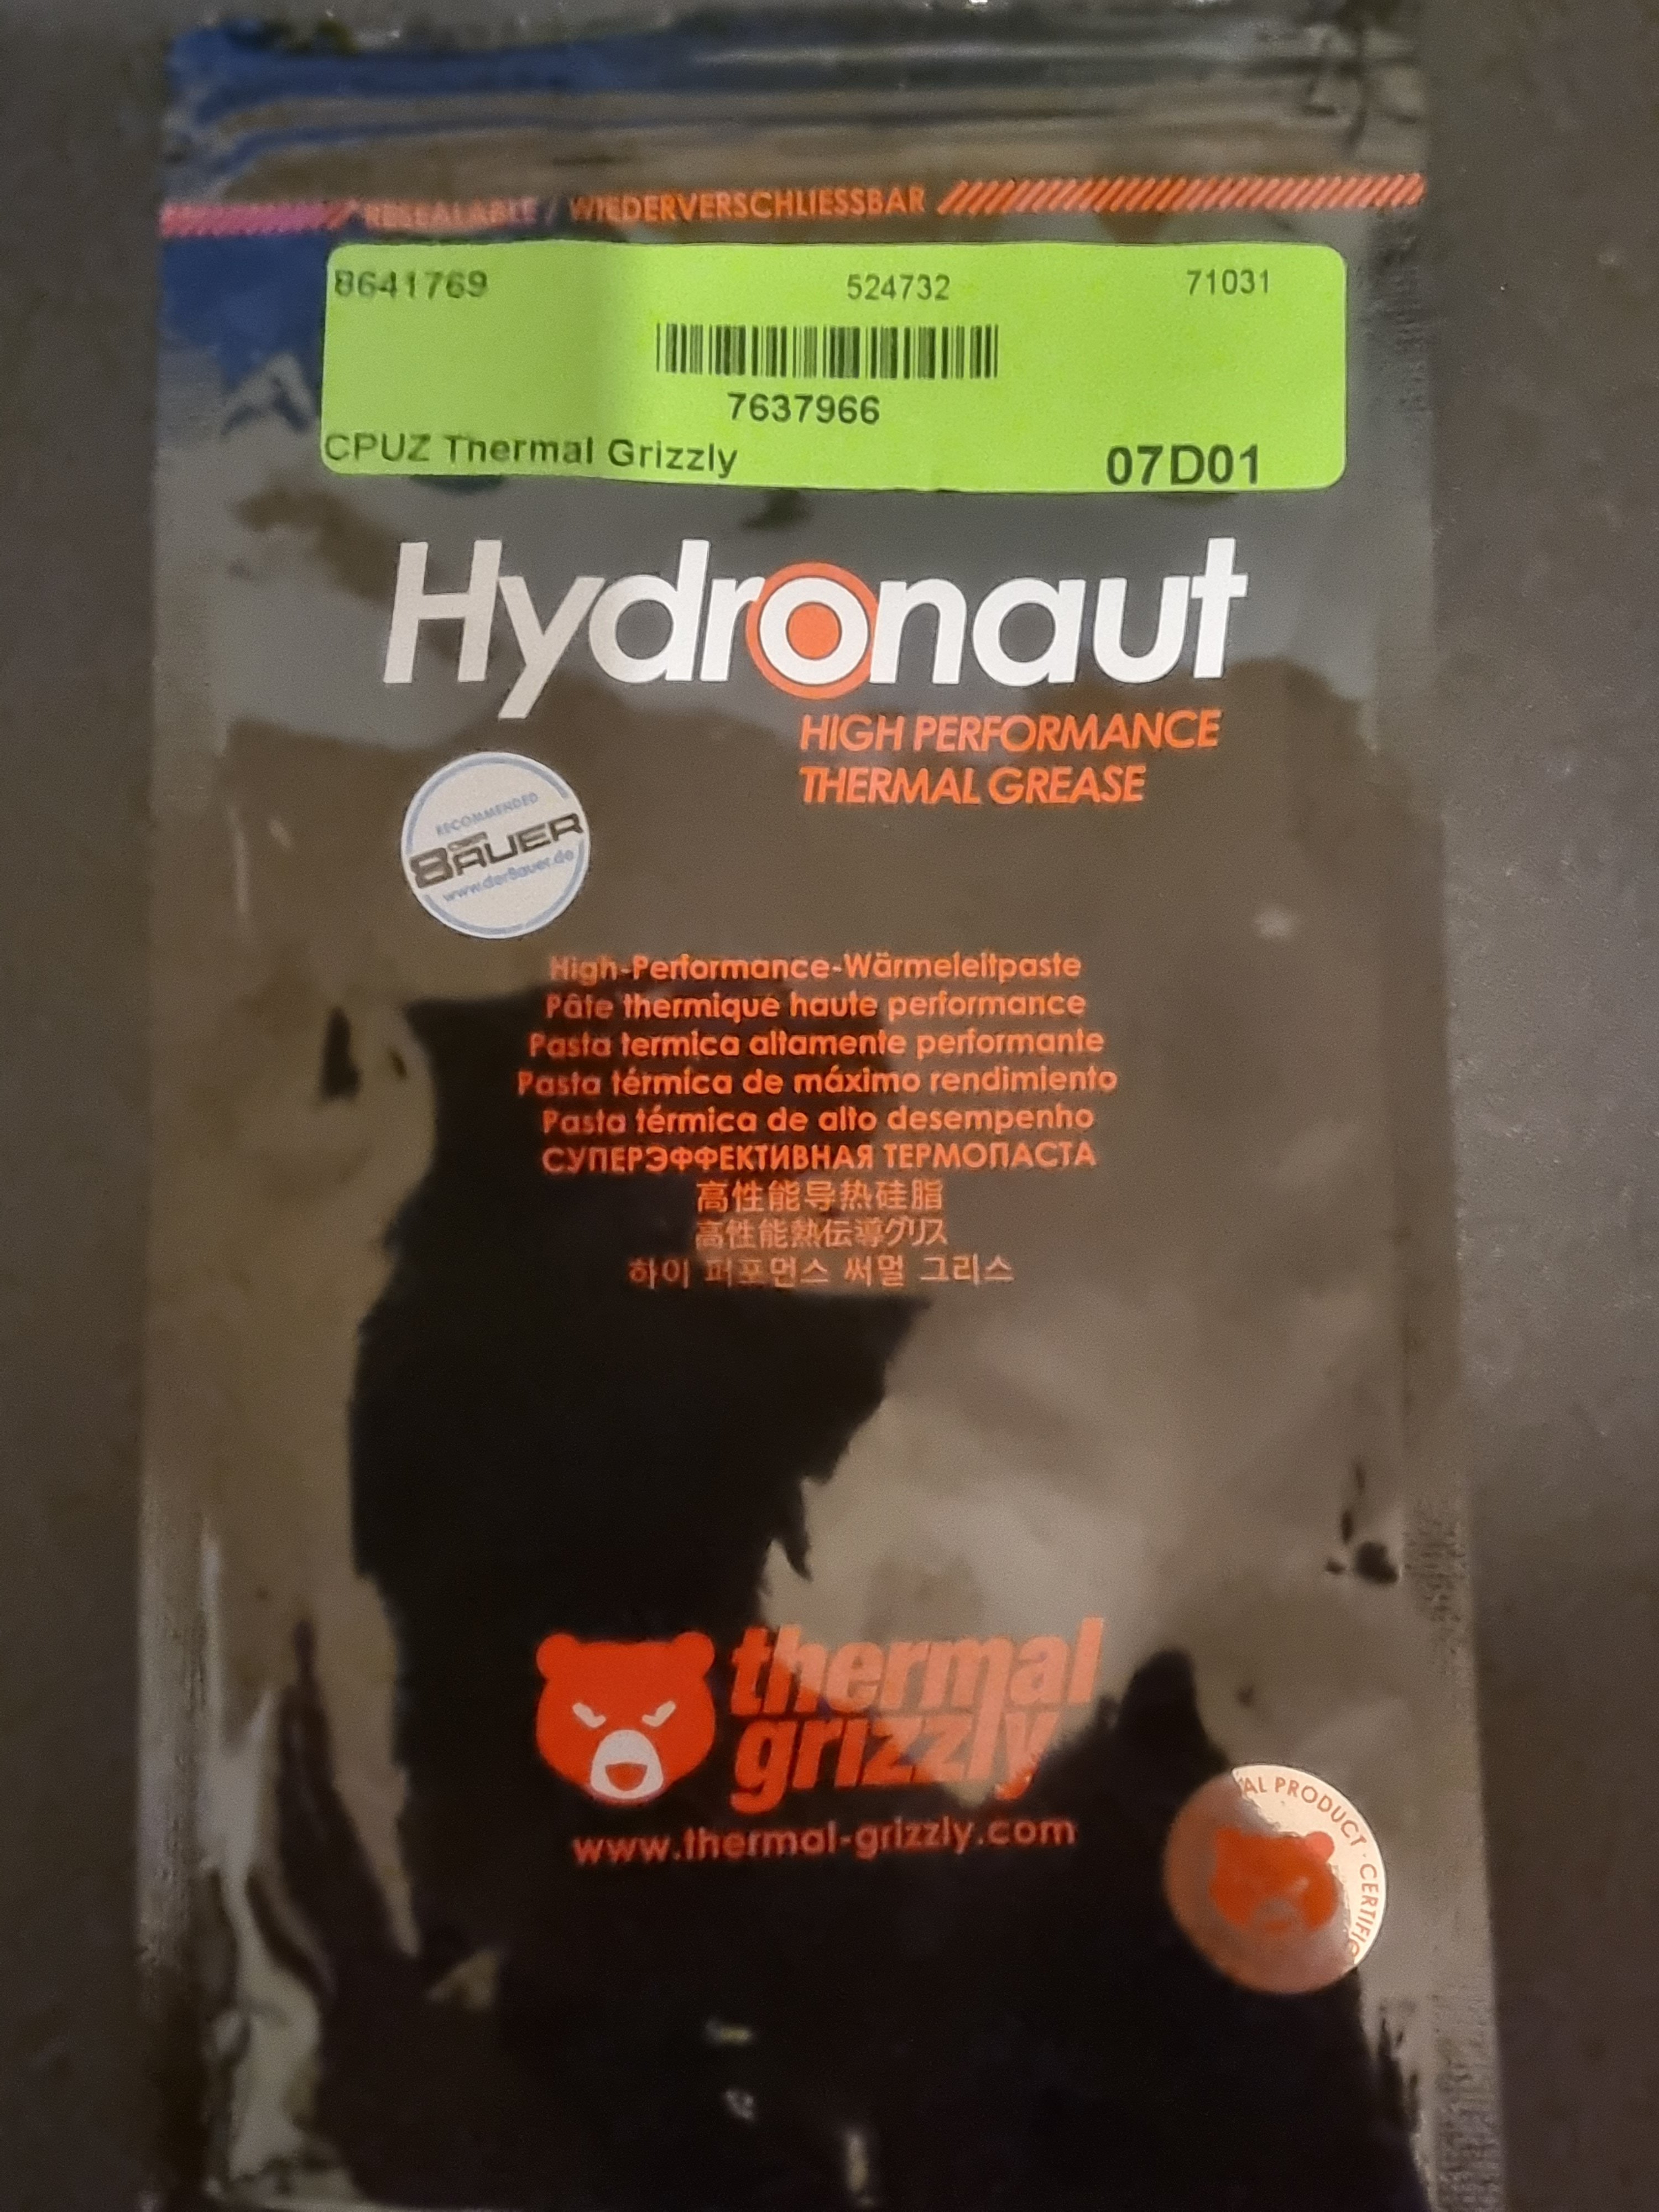 RESEALABLE / WIEDERVERSCHLIESSBAR
8641769 524732 71031
7637966
CPUZ Thermal Grizzly 07D01
Hydronaut
HIGH PERFORMANCE
THERMAL GREASE
RECOMMENDED
DER
8AUER
www.der8auer.de
High-Performance-Wärmeleitpaste
Pâte thermique haute performance
Pasta termica altamente performante
Pasta térmica de máximo rendimiento
Pasta térmica de alto desempenho
СУПЕРЭФФЕКТИВНАЯ ТЕРМОПАСТА
高性能导热硅脂
高性能熱伝導グリス
하이 퍼포먼스 써멀 그리스
thermal
grizzly
www.thermal-grizzly.com
AL PRODUCT · CERTIFIC